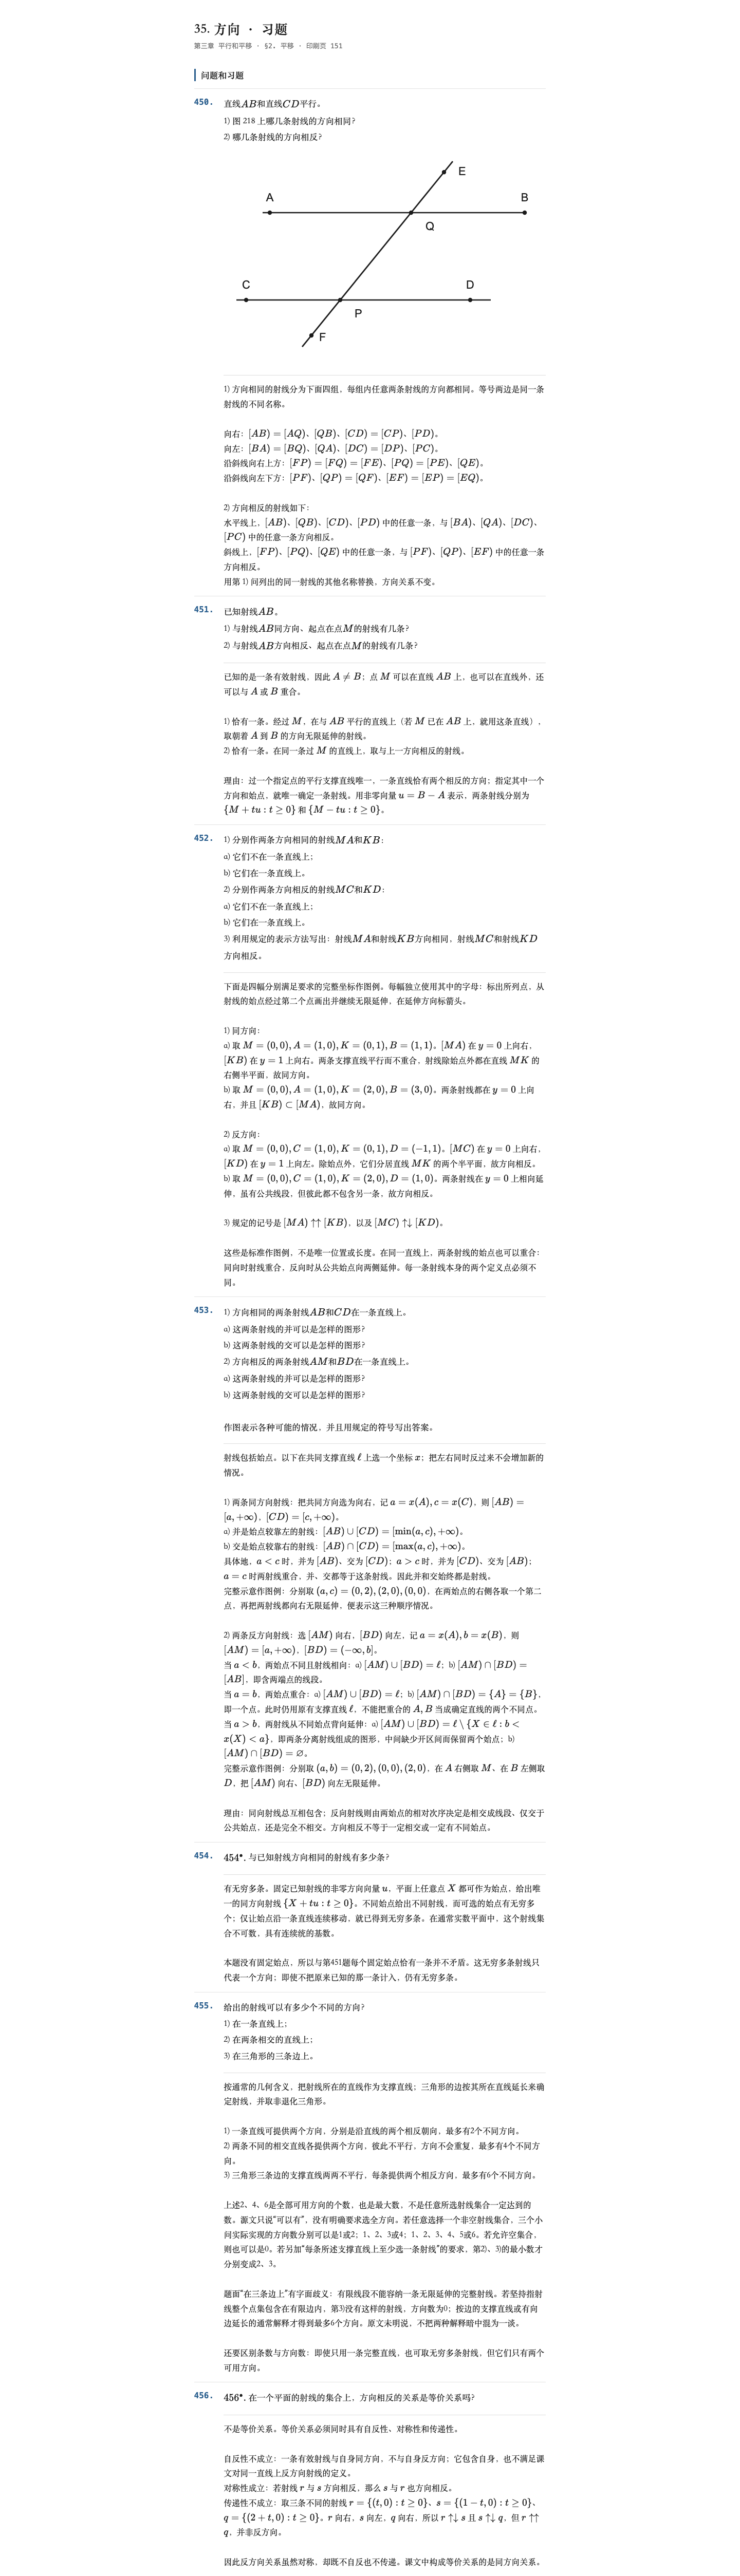 35. 方向 · 习题
第三章 平行和平移 · §2. 平移 · 印刷页 151
问题和习题
450. 直线AB和直线CD平行。
1) 图 218 上哪几条射线的方向相同？
2) 哪几条射线的方向相反？
E
A
B
Q
C
D
P
F
1) 方向相同的射线分为下面四组，每组内任意两条射线的方向都相同。等号两边是同一条
射线的不同名称。
向右：[AB) = [AQ)、[QB)、[CD) = [CP)、[PD)。
向左：[BA) = [BQ)、[QA)、[DC) = [DP)、[PC)。
沿斜线向右上方：[FP) = [FQ) = [FE)、[PQ) = [PE)、[QE)。
沿斜线向左下方：[PF)、[QP) = [QF)、[EF) = [EP) = [EQ)。
2) 方向相反的射线如下：
水平线上，[AB)、[QB)、[CD)、[PD) 中的任意一条，与 [BA)、[QA)、[DC)、
[PC) 中的任意一条方向相反。
斜线上，[FP)、[PQ)、[QE) 中的任意一条，与 [PF)、[QP)、[EF) 中的任意一条
方向相反。
用第 1) 问列出的同一射线的其他名称替换，方向关系不变。
451. 已知射线AB。
1) 与射线AB同方向、起点在点M的射线有几条？
2) 与射线AB方向相反、起点在点M的射线有几条？
已知的是一条有效射线，因此 A ≠ B；点 M 可以在直线 AB 上，也可以在直线外，还
可以与 A 或 B 重合。
1) 恰有一条。经过 M，在与 AB 平行的直线上（若 M 已在 AB 上，就用这条直线），
取朝着 A 到 B 的方向无限延伸的射线。
2) 恰有一条。在同一条过 M 的直线上，取与上一方向相反的射线。
理由：过一个指定点的平行支撑直线唯一，一条直线恰有两个相反的方向；指定其中一个
方向和始点，就唯一确定一条射线。用非零向量 u = B − A 表示，两条射线分别为
{M + tu : t ≥ 0} 和 {M − tu : t ≥ 0}。
452. 1) 分别作两条方向相同的射线MA和KB：
a) 它们不在一条直线上；
b) 它们在一条直线上。
2) 分别作两条方向相反的射线MC和KD：
a) 它们不在一条直线上；
b) 它们在一条直线上。
3) 利用规定的表示方法写出：射线MA和射线KB方向相同，射线MC和射线KD
方向相反。
下面是四幅分别满足要求的完整坐标作图例。每幅独立使用其中的字母：标出所列点，从
射线的始点经过第二个点画出并继续无限延伸，在延伸方向标箭头。
1) 同方向：
a) 取 M = (0, 0), A = (1, 0), K = (0, 1), B = (1, 1)。[MA) 在 y = 0 上向右，
[KB) 在 y = 1 上向右。两条支撑直线平行而不重合，射线除始点外都在直线 MK 的
右侧半平面，故同方向。
b) 取 M = (0, 0), A = (1, 0), K = (2, 0), B = (3, 0)。两条射线都在 y = 0 上向
右，并且 [KB) ⊂ [MA)，故同方向。
2) 反方向：
a) 取 M = (0, 0), C = (1, 0), K = (0, 1), D = (−1, 1)。[MC) 在 y = 0 上向右，
[KD) 在 y = 1 上向左。除始点外，它们分居直线 MK 的两个半平面，故方向相反。
b) 取 M = (0, 0), C = (1, 0), K = (2, 0), D = (1, 0)。两条射线在 y = 0 上相向延
伸，虽有公共线段，但彼此都不包含另一条，故方向相反。
3) 规定的记号是 [MA) ↑↑ [KB)，以及 [MC) ↑↓ [KD)。
这些是标准作图例，不是唯一位置或长度。在同一直线上，两条射线的始点也可以重合：
同向时射线重合，反向时从公共始点向两侧延伸。每一条射线本身的两个定义点必须不
同。
453. 1) 方向相同的两条射线AB和CD在一条直线上。
a) 这两条射线的并可以是怎样的图形？
b) 这两条射线的交可以是怎样的图形？
2) 方向相反的两条射线AM和BD在一条直线上。
a) 这两条射线的并可以是怎样的图形？
b) 这两条射线的交可以是怎样的图形？
作图表示各种可能的情况，并且用规定的符号写出答案。
射线包括始点。以下在共同支撑直线 ℓ 上选一个坐标 x；把左右同时反过来不会增加新的
情况。
1) 两条同方向射线：把共同方向选为向右，记 a = x(A), c = x(C)，则 [AB) =
[a, +∞)，[CD) = [c, +∞)。
a) 并是始点较靠左的射线：[AB) ∪ [CD) = [min(a, c), +∞)。
b) 交是始点较靠右的射线：[AB) ∩ [CD) = [max(a, c), +∞)。
具体地，a < c 时，并为 [AB)、交为 [CD)；a > c 时，并为 [CD)、交为 [AB)；
a = c 时两射线重合，并、交都等于这条射线。因此并和交始终都是射线。
完整示意作图例：分别取 (a, c) = (0, 2), (2, 0), (0, 0)，在两始点的右侧各取一个第二
点，再把两射线都向右无限延伸，便表示这三种顺序情况。
2) 两条反方向射线：选 [AM) 向右，[BD) 向左，记 a = x(A), b = x(B)，则
[AM) = [a, +∞)，[BD) = (−∞, b]。
当 a < b，两始点不同且射线相向：a) [AM) ∪ [BD) = ℓ；b) [AM) ∩ [BD) =
[AB]，即含两端点的线段。
当 a = b，两始点重合：a) [AM) ∪ [BD) = ℓ；b) [AM) ∩ [BD) = {A} = {B}，
即一个点。此时仍用原有支撑直线 ℓ，不能把重合的 A, B 当成确定直线的两个不同点。
当 a > b，两射线从不同始点背向延伸：a) [AM) ∪ [BD) = ℓ \ {X ∈ ℓ : b <
x(X) < a}，即两条分离射线组成的图形，中间缺少开区间而保留两个始点；b)
[AM) ∩ [BD) = ∅。
完整示意作图例：分别取 (a, b) = (0, 2), (0, 0), (2, 0)，在 A 右侧取 M、在 B 左侧取
D，把 [AM) 向右、[BD) 向左无限延伸。
理由：同向射线总互相包含；反向射线则由两始点的相对次序决定是相交成线段、仅交于
公共始点，还是完全不相交。方向相反不等于一定相交或一定有不同始点。
454. 454*. 与已知射线方向相同的射线有多少条？
有无穷多条。固定已知射线的非零方向向量 u，平面上任意点 X 都可作为始点，给出唯
一的同方向射线 {X + tu : t ≥ 0}。不同始点给出不同射线，而可选的始点有无穷多
个；仅让始点沿一条直线连续移动，就已得到无穷多条。在通常实数平面中，这个射线集
合不可数，具有连续统的基数。
本题没有固定始点，所以与第451题每个固定始点恰有一条并不矛盾。这无穷多条射线只
代表一个方向；即使不把原来已知的那一条计入，仍有无穷多条。
455. 给出的射线可以有多少个不同的方向？
1) 在一条直线上；
2) 在两条相交的直线上；
3) 在三角形的三条边上。
按通常的几何含义，把射线所在的直线作为支撑直线；三角形的边按其所在直线延长来确
定射线，并取非退化三角形。
1) 一条直线可提供两个方向，分别是沿直线的两个相反朝向，最多有2个不同方向。
2) 两条不同的相交直线各提供两个方向，彼此不平行，方向不会重复，最多有4个不同方
向。
3) 三角形三条边的支撑直线两两不平行，每条提供两个相反方向，最多有6个不同方向。
上述2、4、6是全部可用方向的个数，也是最大数，不是任意所选射线集合一定达到的
数。源文只说“可以有”，没有明确要求选全方向。若任意选择一个非空射线集合，三个小
问实际实现的方向数分别可以是1或2；1、2、3或4；1、2、3、4、5或6。若允许空集合，
则也可以是0。若另加“每条所述支撑直线上至少选一条射线”的要求，第2)、3)的最小数才
分别变成2、3。
题面“在三条边上”有字面歧义：有限线段不能容纳一条无限延伸的完整射线。若坚持指射
线整个点集包含在有限边内，第3)没有这样的射线，方向数为0；按边的支撑直线或有向
边延长的通常解释才得到最多6个方向。原文未明说，不把两种解释暗中混为一谈。
还要区别条数与方向数：即使只用一条完整直线，也可取无穷多条射线，但它们只有两个
可用方向。
456. 456*. 在一个平面的射线的集合上，方向相反的关系是等价关系吗？
不是等价关系。等价关系必须同时具有自反性、对称性和传递性。
自反性不成立：一条有效射线与自身同方向，不与自身反方向；它包含自身，也不满足课
文对同一直线上反方向射线的定义。
对称性成立：若射线 r 与 s 方向相反，那么 s 与 r 也方向相反。
传递性不成立：取三条不同的射线 r = {(t, 0) : t ≥ 0}、s = {(1 − t, 0) : t ≥ 0}、
q = {(2 + t, 0) : t ≥ 0}。r 向右，s 向左，q 向右，所以 r ↑↓ s 且 s ↑↓ q，但 r ↑↑
q，并非反方向。
因此反方向关系虽然对称，却既不自反也不传递。课文中构成等价关系的是同方向关系。